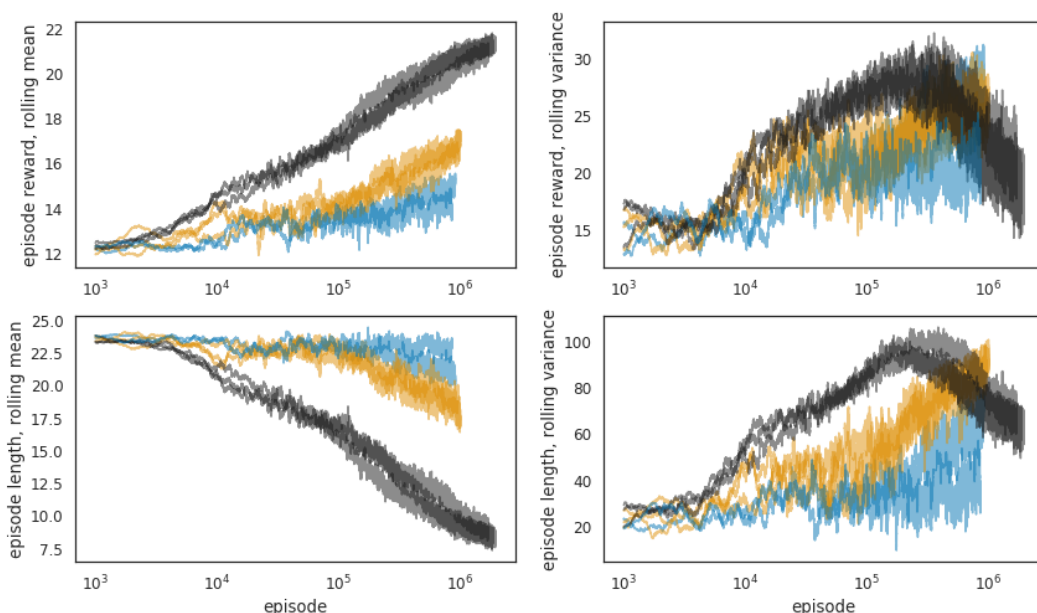 episode reward, rolling mean
22
20
18
16
14
12
10³ 10⁴ 10⁵ 10⁶
episode reward, rolling variance
30
25
20
15
10³ 10⁴ 10⁵ 10⁶
episode length, rolling mean
25.0
22.5
20.0
17.5
15.0
12.5
10.0
7.5
10³ 10⁴ 10⁵ 10⁶
episode
episode length, rolling variance
100
80
60
40
20
10³ 10⁴ 10⁵ 10⁶
episode